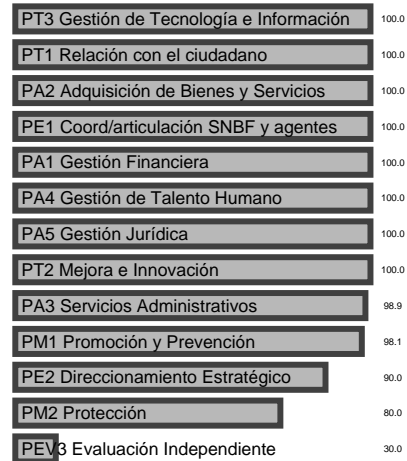 PT3 Gestión de Tecnología e Información 100.0
PT1 Relación con el ciudadano 100.0
PA2 Adquisición de Bienes y Servicios 100.0
PE1 Coord/articulación SNBF y agentes 100.0
PA1 Gestión Financiera 100.0
PA4 Gestión de Talento Humano 100.0
PA5 Gestión Jurídica 100.0
PT2 Mejora e Innovación 100.0
PA3 Servicios Administrativos 98.9
PM1 Promoción y Prevención 98.1
PE2 Direccionamiento Estratégico 90.0
PM2 Protección 80.0
PEV3 Evaluación Independiente 30.0